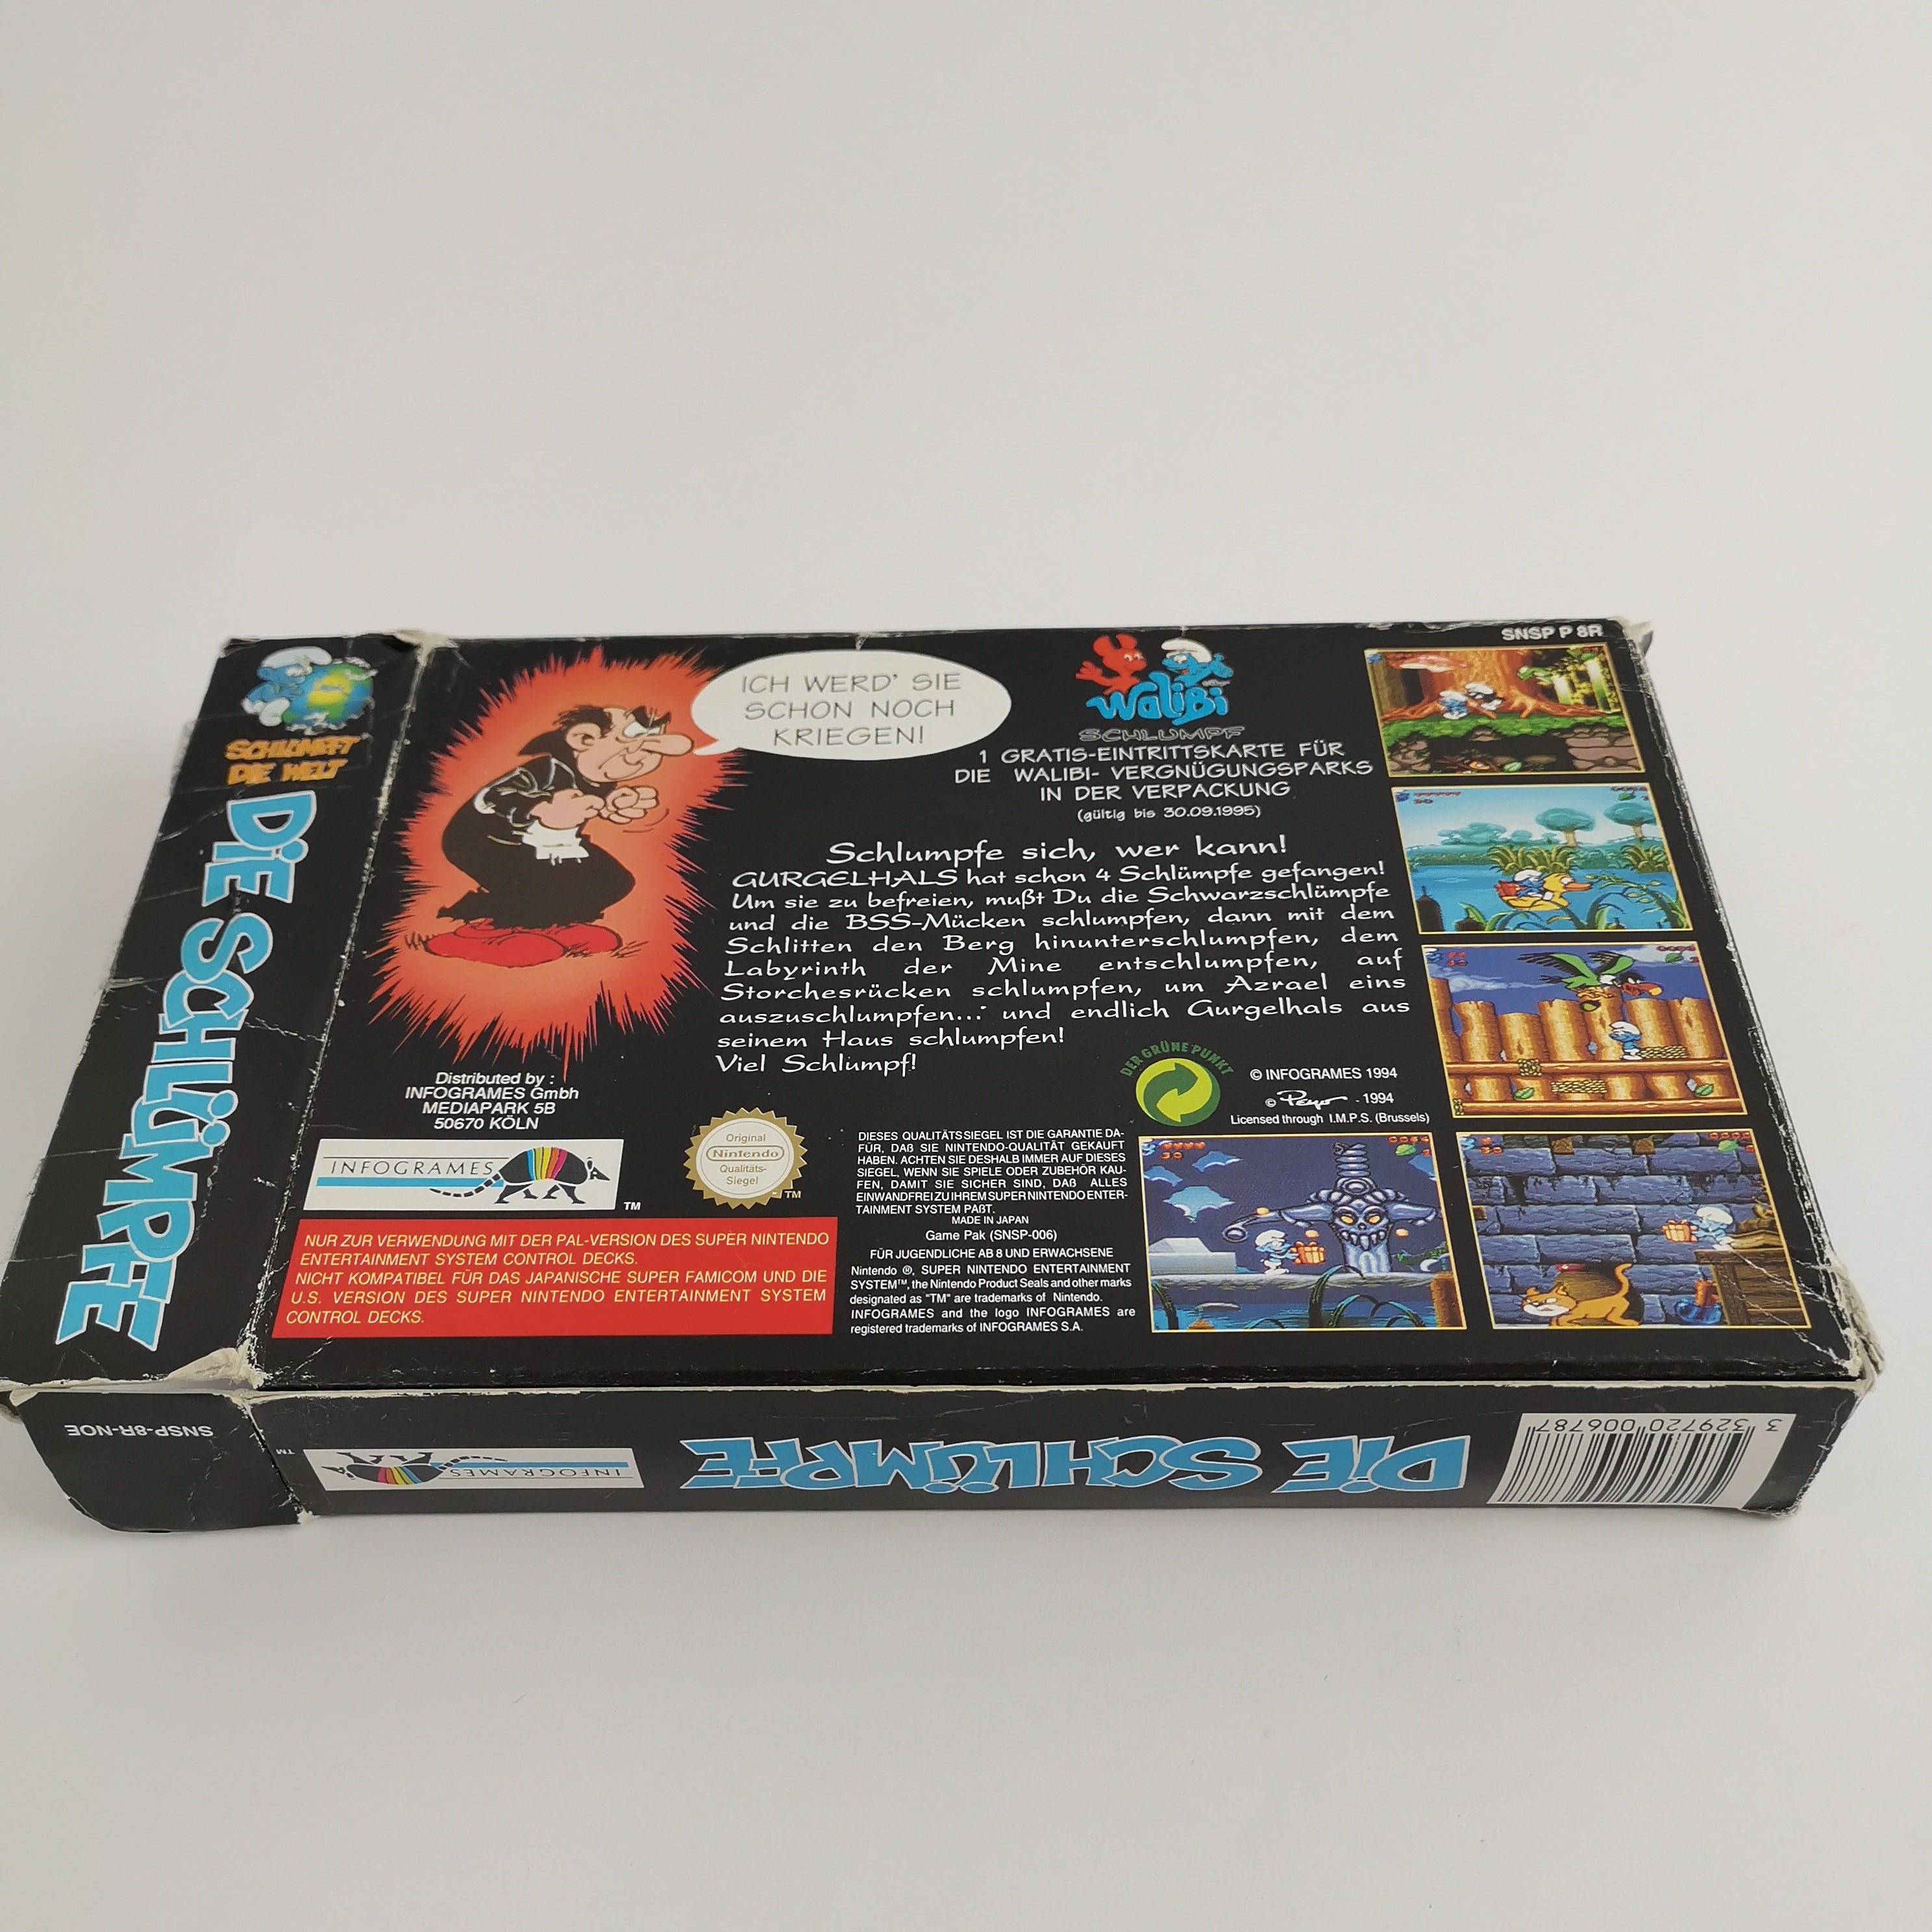 SCHLUMPFT
DIE WELT
DIE SCHLÜMPFE
ICH WERD' SIE
SCHON NOCH
KRIEGEN!
Walibi
SCHLUMPF
1 GRATIS-EINTRITTSKARTE FÜR
DIE WALIBI- VERGNÜGUNGSPARKS
IN DER VERPACKUNG
(gültig bis 30.09.1995)
SNSP P 8R
Schlumpfe sich, wer kann!
GURGELHALS hat schon 4 Schlümpfe gefangen!
Um sie zu befreien, mußt Du die Schwarzschlümpfe
und die BSS-Mücken schlumpfen, dann mit dem
Schlitten den Berg hinunterschlumpfen, dem
Labyrinth der Mine entschlumpfen, auf
Storchesrücken schlumpfen, um Azrael eins
auszuschlumpfen... und endlich Gurgelhals aus
seinem Haus schlumpfen!
Viel Schlumpf!
Distributed by :
INFOGRAMES Gmbh
MEDIAPARK 5B
50670 KÖLN
INFOGRAMES
TM
Original
Nintendo
Qualitäts-
Siegel
TM
DER GRÜNE PUNKT
© INFOGRAMES 1994
© Peyo - 1994
Licensed through I.M.P.S. (Brussels)
DIESES QUALITÄTSSIEGEL IST DIE GARANTIE DA-
FÜR, DAß SIE NINTENDO-QUALITÄT GEKAUFT
HABEN. ACHTEN SIE DESHALB IMMER AUF DIESES
SIEGEL, WENN SIE SPIELE ODER ZUBEHÖR KAU-
FEN, DAMIT SIE SICHER SIND, DAß ALLES
EINWANDFREI ZU IHREM SUPER NINTENDO ENTER-
TAINMENT SYSTEM PAßT.
MADE IN JAPAN
Game Pak (SNSP-006)
FÜR JUGENDLICHE AB 8 UND ERWACHSENE
Nintendo ®, SUPER NINTENDO ENTERTAINMENT
SYSTEM™, the Nintendo Product Seals and other marks
designated as "TM" are trademarks of Nintendo.
INFOGRAMES and the logo INFOGRAMES are
registered trademarks of INFOGRAMES S.A.
NUR ZUR VERWENDUNG MIT DER PAL-VERSION DES SUPER NINTENDO
ENTERTAINMENT SYSTEM CONTROL DECKS.
NICHT KOMPATIBEL FÜR DAS JAPANISCHE SUPER FAMICOM UND DIE
U.S. VERSION DES SUPER NINTENDO ENTERTAINMENT SYSTEM
CONTROL DECKS.
SNSP-8R-NOE
INFOGRAMES
TM
DIE SCHLÜMPFE
3 329720 006787